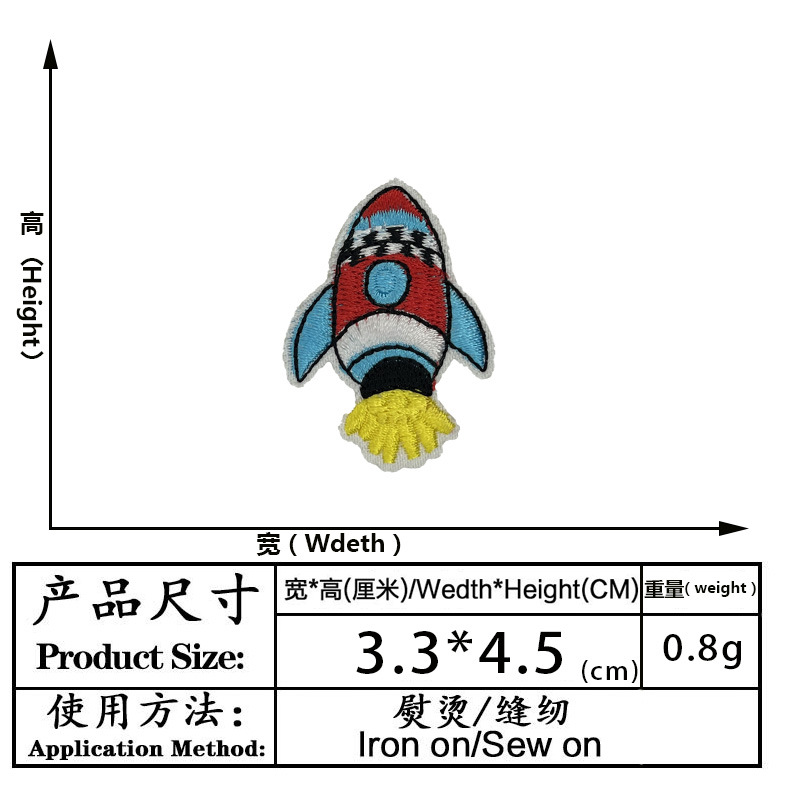 高
(Height)
宽 ( Wdeth )
产品尺寸
Product Size:
宽*高(厘米)/Wedth*Height(CM)
重量( weight )
3.3*4.5 (cm)
0.8g
使用方法：
Application Method:
熨烫/缝纫
Iron on/Sew on